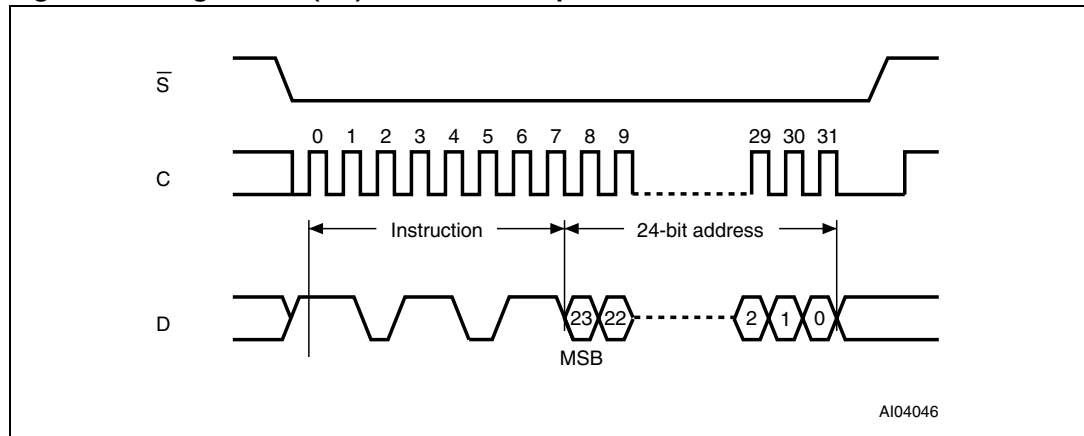 S̅
0 1 2 3 4 5 6 7 8 9 29 30 31
C
Instruction 24-bit address
D 23 22 2 1 0
MSB
AI04046